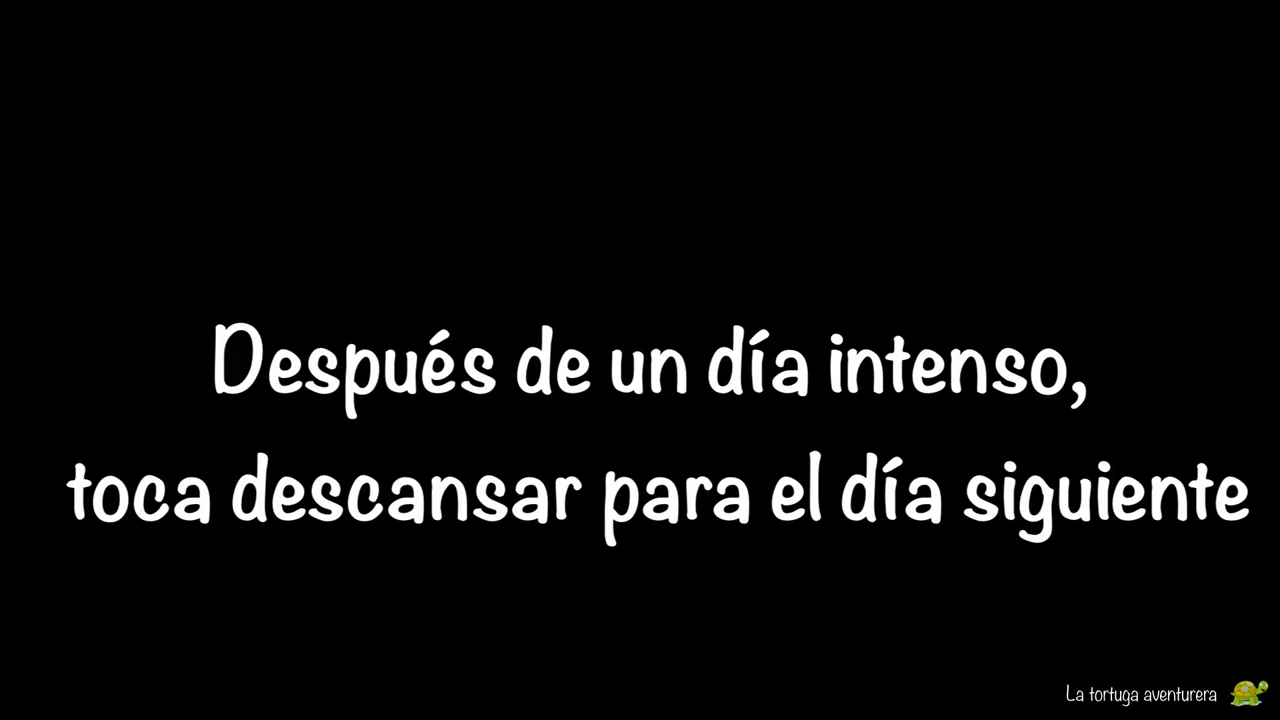 Después de un día intenso,
toca descansar para el día siguiente
La tortuga aventurera